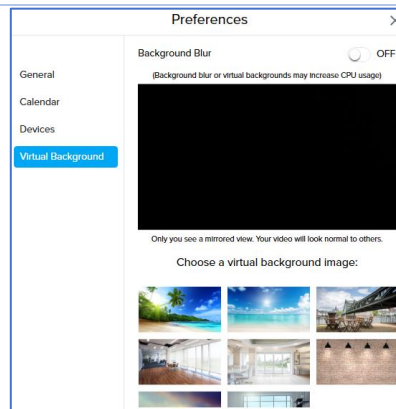 Preferences
Background Blur OFF
(Background blur or virtual backgrounds may increase CPU usage)
General
Calendar
Devices
Virtual Background
Only you see a mirrored view. Your video will look normal to others.
Choose a virtual background image: